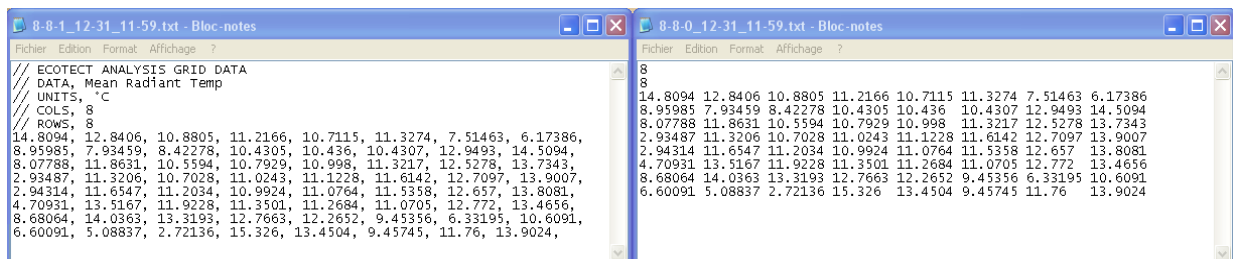 8-8-1_12-31_11-59.txt - Bloc-notes
Fichier Edition Format Affichage ?
// ECOTECT ANALYSIS GRID DATA
// DATA, Mean Radiant Temp
// UNITS, °C
// COLS, 8
// ROWS, 8
14.8094, 12.8406, 10.8805, 11.2166, 10.7115, 11.3274, 7.51463, 6.17386,
8.95985, 7.93459, 8.42278, 10.4305, 10.436, 10.4307, 12.9493, 14.5094,
8.07788, 11.8631, 10.5594, 10.7929, 10.998, 11.3217, 12.5278, 13.7343,
2.93487, 11.3206, 10.7028, 11.0243, 11.1228, 11.6142, 12.7097, 13.9007,
2.94314, 11.6547, 11.2034, 10.9924, 11.0764, 11.5358, 12.657, 13.8081,
4.70931, 13.5167, 11.9228, 11.3501, 11.2684, 11.0705, 12.772, 13.4656,
8.68064, 14.0363, 13.3193, 12.7663, 12.2652, 9.45356, 6.33195, 10.6091,
6.60091, 5.08837, 2.72136, 15.326, 13.4504, 9.45745, 11.76, 13.9024,
8-8-0_12-31_11-59.txt - Bloc-notes
Fichier Edition Format Affichage ?
8
8
14.8094 12.8406 10.8805 11.2166 10.7115 11.3274 7.51463 6.17386
8.95985 7.93459 8.42278 10.4305 10.436 10.4307 12.9493 14.5094
8.07788 11.8631 10.5594 10.7929 10.998 11.3217 12.5278 13.7343
2.93487 11.3206 10.7028 11.0243 11.1228 11.6142 12.7097 13.9007
2.94314 11.6547 11.2034 10.9924 11.0764 11.5358 12.657 13.8081
4.70931 13.5167 11.9228 11.3501 11.2684 11.0705 12.772 13.4656
8.68064 14.0363 13.3193 12.7663 12.2652 9.45356 6.33195 10.6091
6.60091 5.08837 2.72136 15.326 13.4504 9.45745 11.76 13.9024